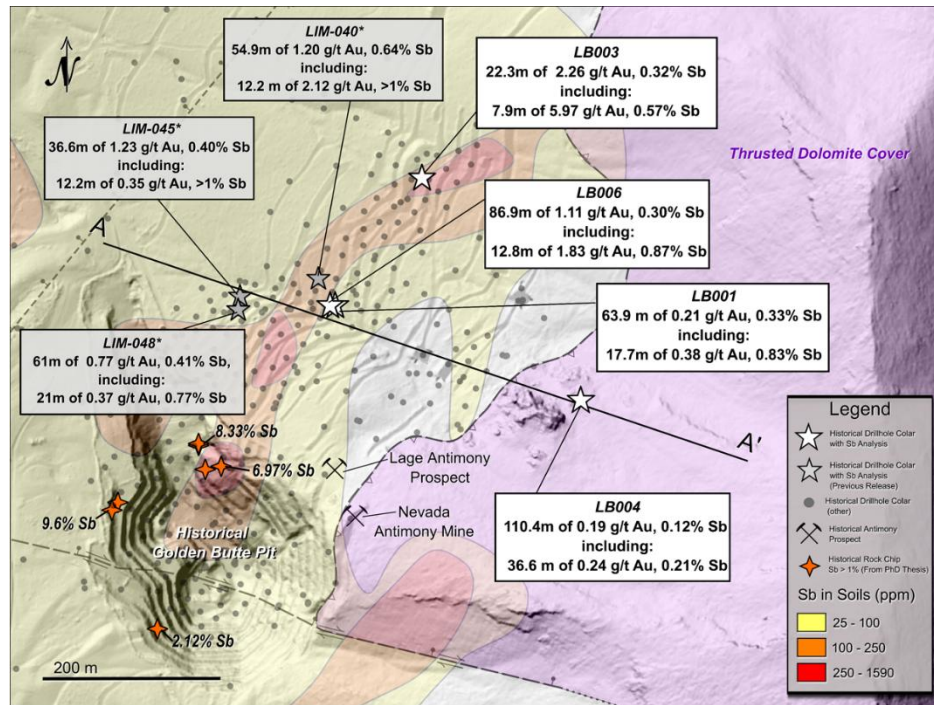 N
LIM-040*
54.9m of 1.20 g/t Au, 0.64% Sb
including:
12.2 m of 2.12 g/t Au, >1% Sb
LB003
22.3m of 2.26 g/t Au, 0.32% Sb
including:
7.9m of 5.97 g/t Au, 0.57% Sb
LIM-045*
36.6m of 1.23 g/t Au, 0.40% Sb
including:
12.2m of 0.35 g/t Au, >1% Sb
Thrusted Dolomite Cover
LB006
86.9m of 1.11 g/t Au, 0.30% Sb
including:
12.8m of 1.83 g/t Au, 0.87% Sb
A
LB001
63.9 m of 0.21 g/t Au, 0.33% Sb
including:
17.7m of 0.38 g/t Au, 0.83% Sb
LIM-048*
61m of 0.77 g/t Au, 0.41% Sb,
including:
21m of 0.37 g/t Au, 0.77% Sb
A'
8.33% Sb
6.97% Sb
9.6% Sb
2.12% Sb
Lage Antimony
Prospect
Nevada
Antimony Mine
Historical
Golden Butte Pit
LB004
110.4m of 0.19 g/t Au, 0.12% Sb
including:
36.6 m of 0.24 g/t Au, 0.21% Sb
200 m
Legend
Historical Drillhole Colar
with Sb Analysis
Historical Drillhole Colar
with Sb Analysis
(Previous Release)
Historical Drillhole Colar
(other)
Historical Antimony
Prospect
Historical Rock Chip
Sb > 1% (From PhD Thesis)
Sb in Soils (ppm)
25 - 100
100 - 250
250 - 1590